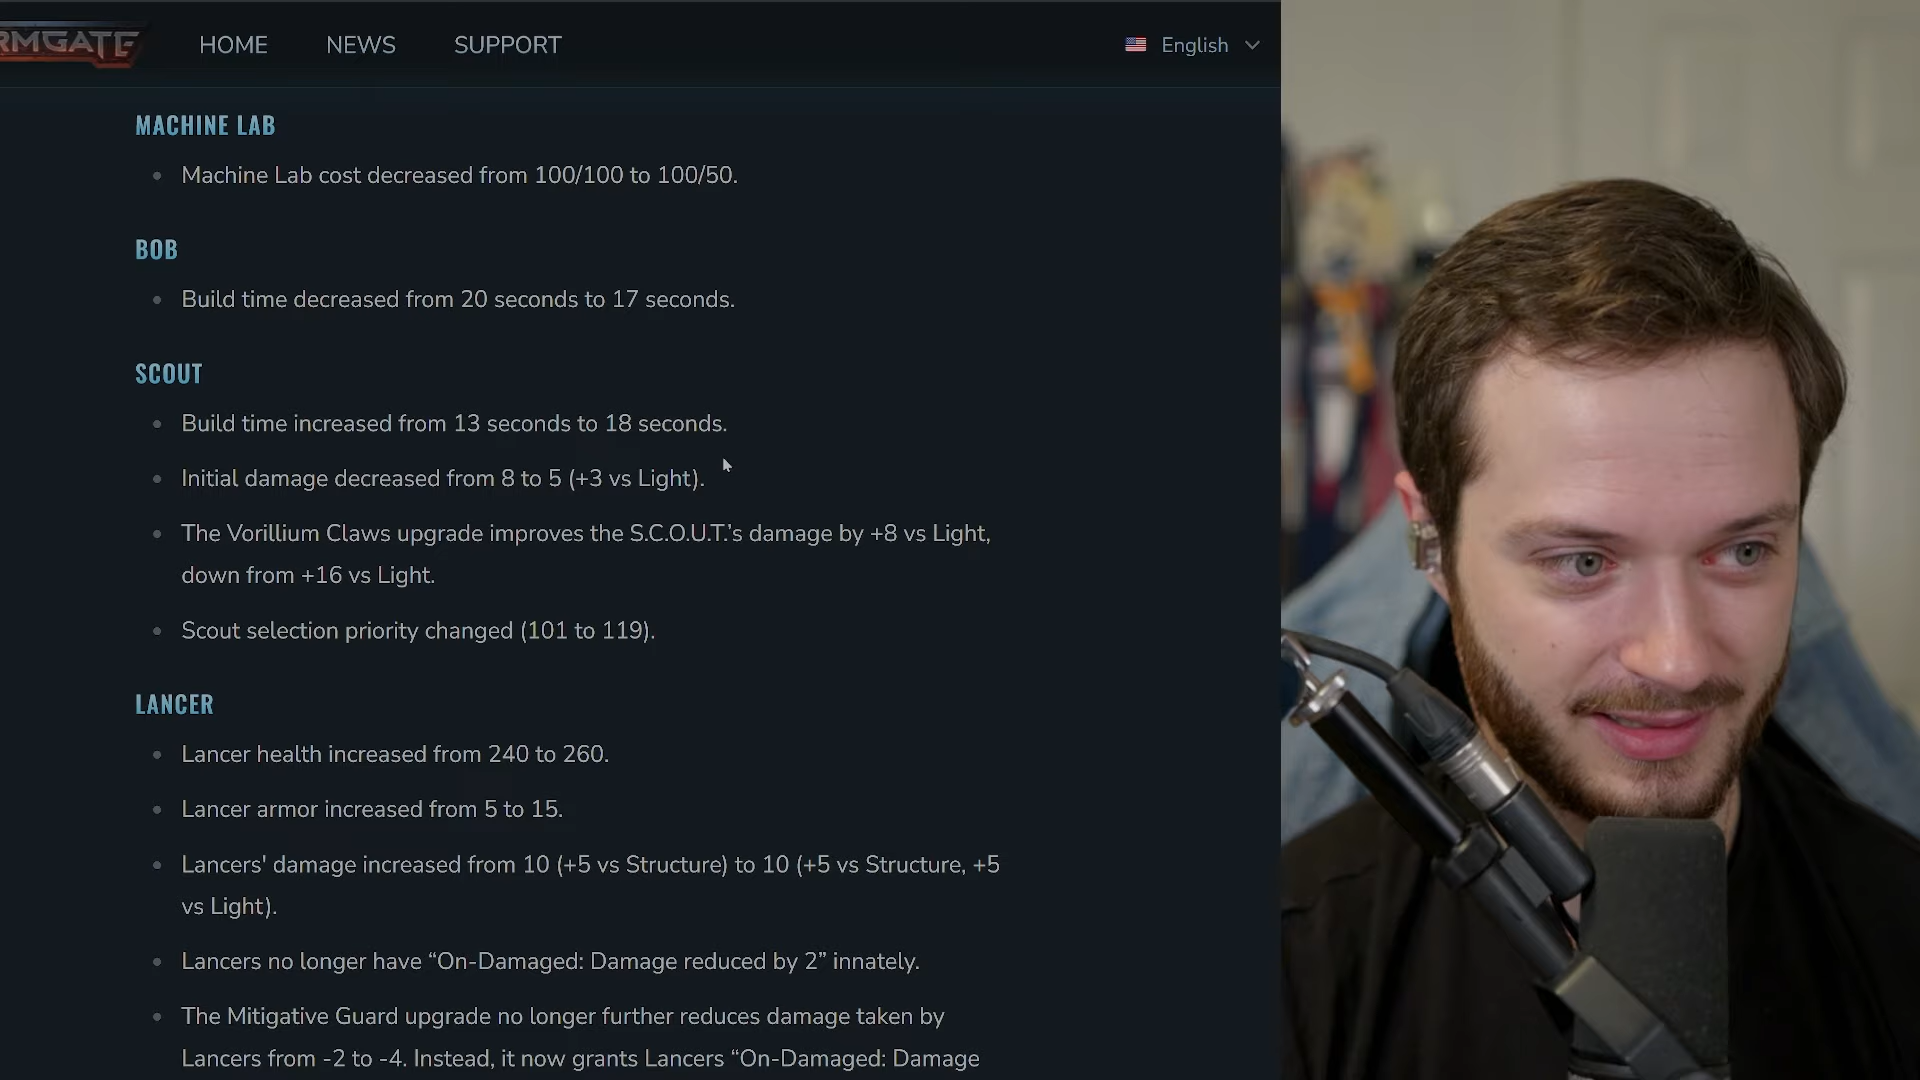 RMGATE
HOME NEWS SUPPORT English
MACHINE LAB
Machine Lab cost decreased from 100/100 to 100/50.
BOB
Build time decreased from 20 seconds to 17 seconds.
SCOUT
Build time increased from 13 seconds to 18 seconds.
Initial damage decreased from 8 to 5 (+3 vs Light).
The Vorillium Claws upgrade improves the S.C.O.U.T.’s damage by +8 vs Light,
down from +16 vs Light.
Scout selection priority changed (101 to 119).
LANCER
Lancer health increased from 240 to 260.
Lancer armor increased from 5 to 15.
Lancers' damage increased from 10 (+5 vs Structure) to 10 (+5 vs Structure, +5
vs Light).
Lancers no longer have “On-Damaged: Damage reduced by 2” innately.
The Mitigative Guard upgrade no longer further reduces damage taken by
Lancers from -2 to -4. Instead, it now grants Lancers “On-Damaged: Damage